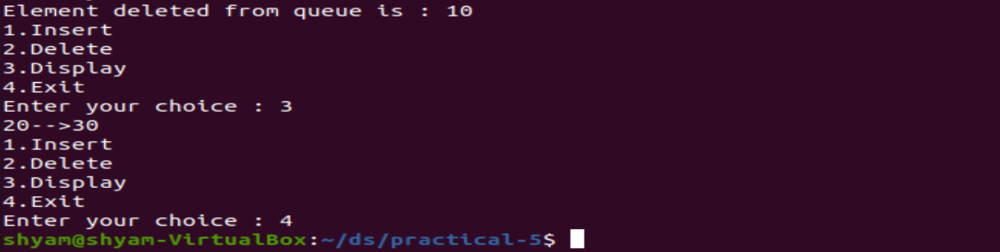 Element deleted from queue is : 10
1.Insert
2.Delete
3.Display
4.Exit
Enter your choice : 3
20-->30
1.Insert
2.Delete
3.Display
4.Exit
Enter your choice : 4
shyam@shyam-VirtualBox:~/ds/practical-5$